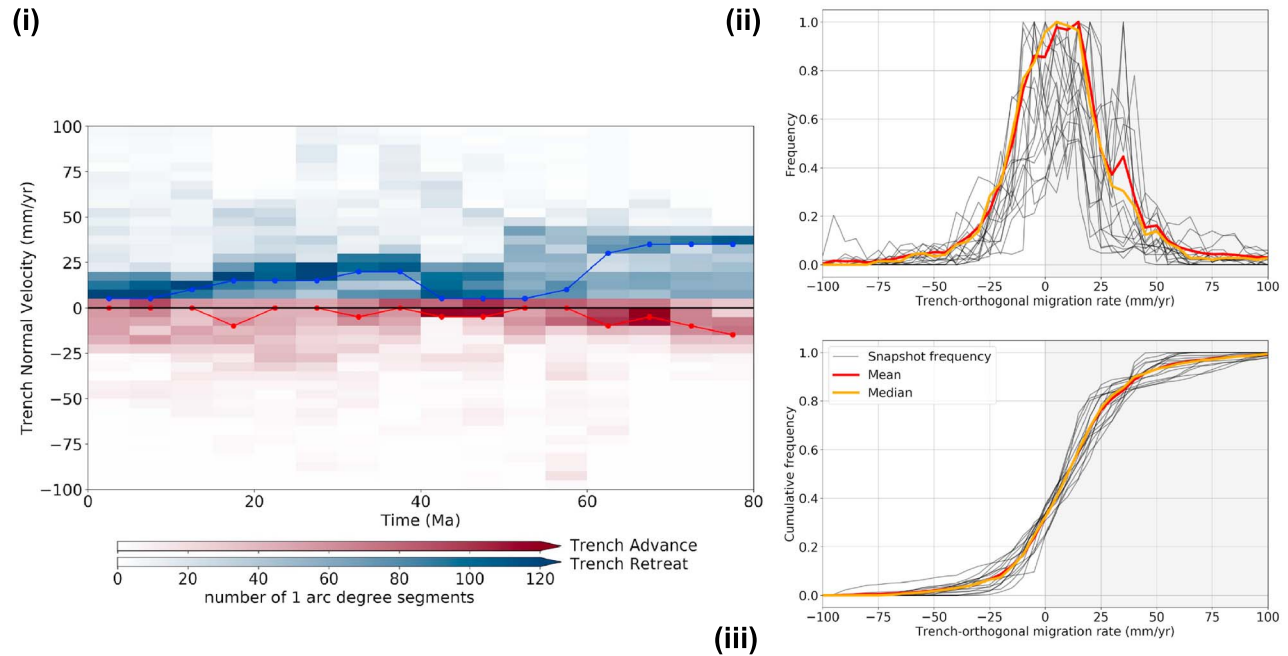 (i)
Trench Normal Velocity (mm/yr)
100
75
50
25
0
−25
−50
−75
−100
0 20 40 60 80
Time (Ma)
Trench Advance
Trench Retreat
0 20 40 60 80 100 120
number of 1 arc degree segments
(ii)
Frequency
1.0
0.8
0.6
0.4
0.2
0.0
−100 −75 −50 −25 0 25 50 75 100
Trench-orthogonal migration rate (mm/yr)
Cumulative frequency
1.0
0.8
0.6
0.4
0.2
0.0
Snapshot frequency
Mean
Median
−100 −75 −50 −25 0 25 50 75 100
Trench-orthogonal migration rate (mm/yr)
(iii)